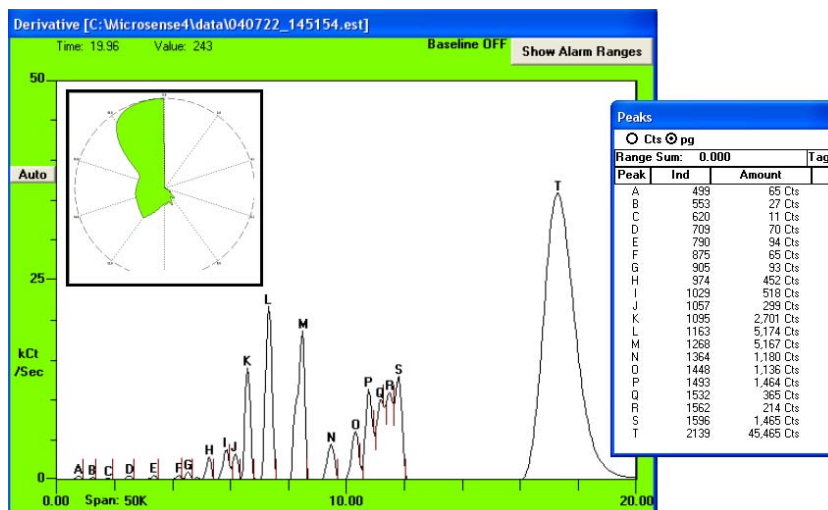 Derivative [C:\Microsense4\data\040722_145154.est]
Time: 19.96 Value: 243 Baseline OFF Show Alarm Ranges
50
Auto
25
kCt
/Sec
0
A B C D E F G H I J K L M N O P Q R S T
0.00 Span: 50K 10.00 20.00
Peaks
Cts pg
Range Sum: 0.000 Tag
Peak Ind Amount
A 499 65 Cts
B 553 27 Cts
C 620 11 Cts
D 709 70 Cts
E 790 94 Cts
F 875 65 Cts
G 905 93 Cts
H 974 452 Cts
I 1029 518 Cts
J 1057 299 Cts
K 1095 2,701 Cts
L 1163 5,174 Cts
M 1268 5,167 Cts
N 1364 1,180 Cts
O 1448 1,136 Cts
P 1493 1,464 Cts
Q 1532 365 Cts
R 1562 214 Cts
S 1596 1,465 Cts
T 2139 45,465 Cts